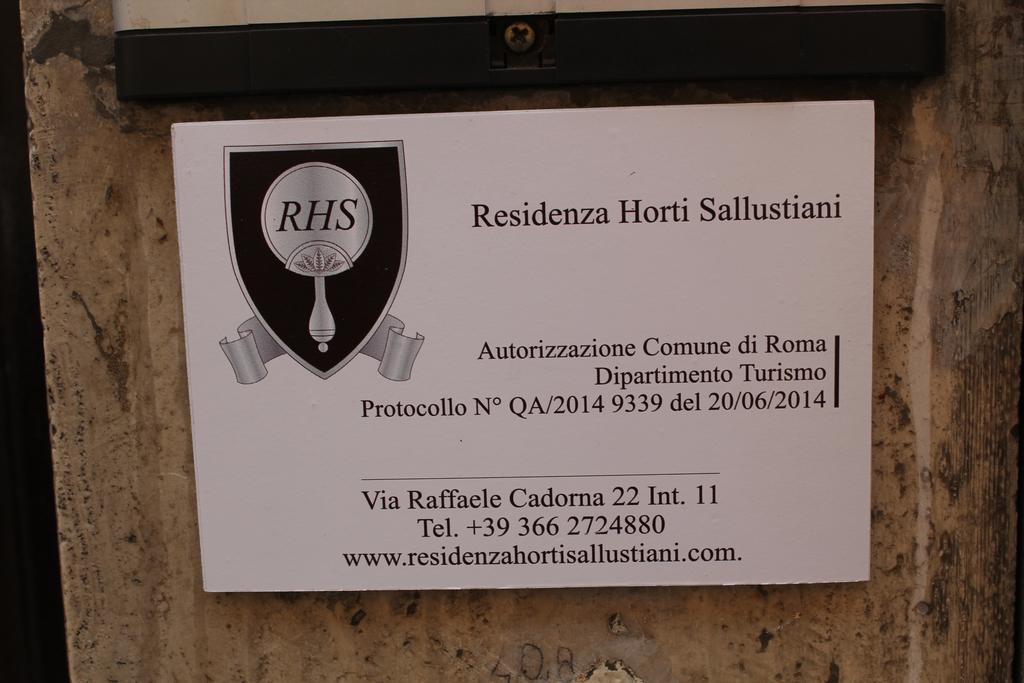 RHS
Residenza Horti Sallustiani
Autorizzazione Comune di Roma
Dipartimento Turismo
Protocollo N° QA/2014 9339 del 20/06/2014
Via Raffaele Cadorna 22 Int. 11
Tel. +39 366 2724880
www.residenzahortisallustiani.com.